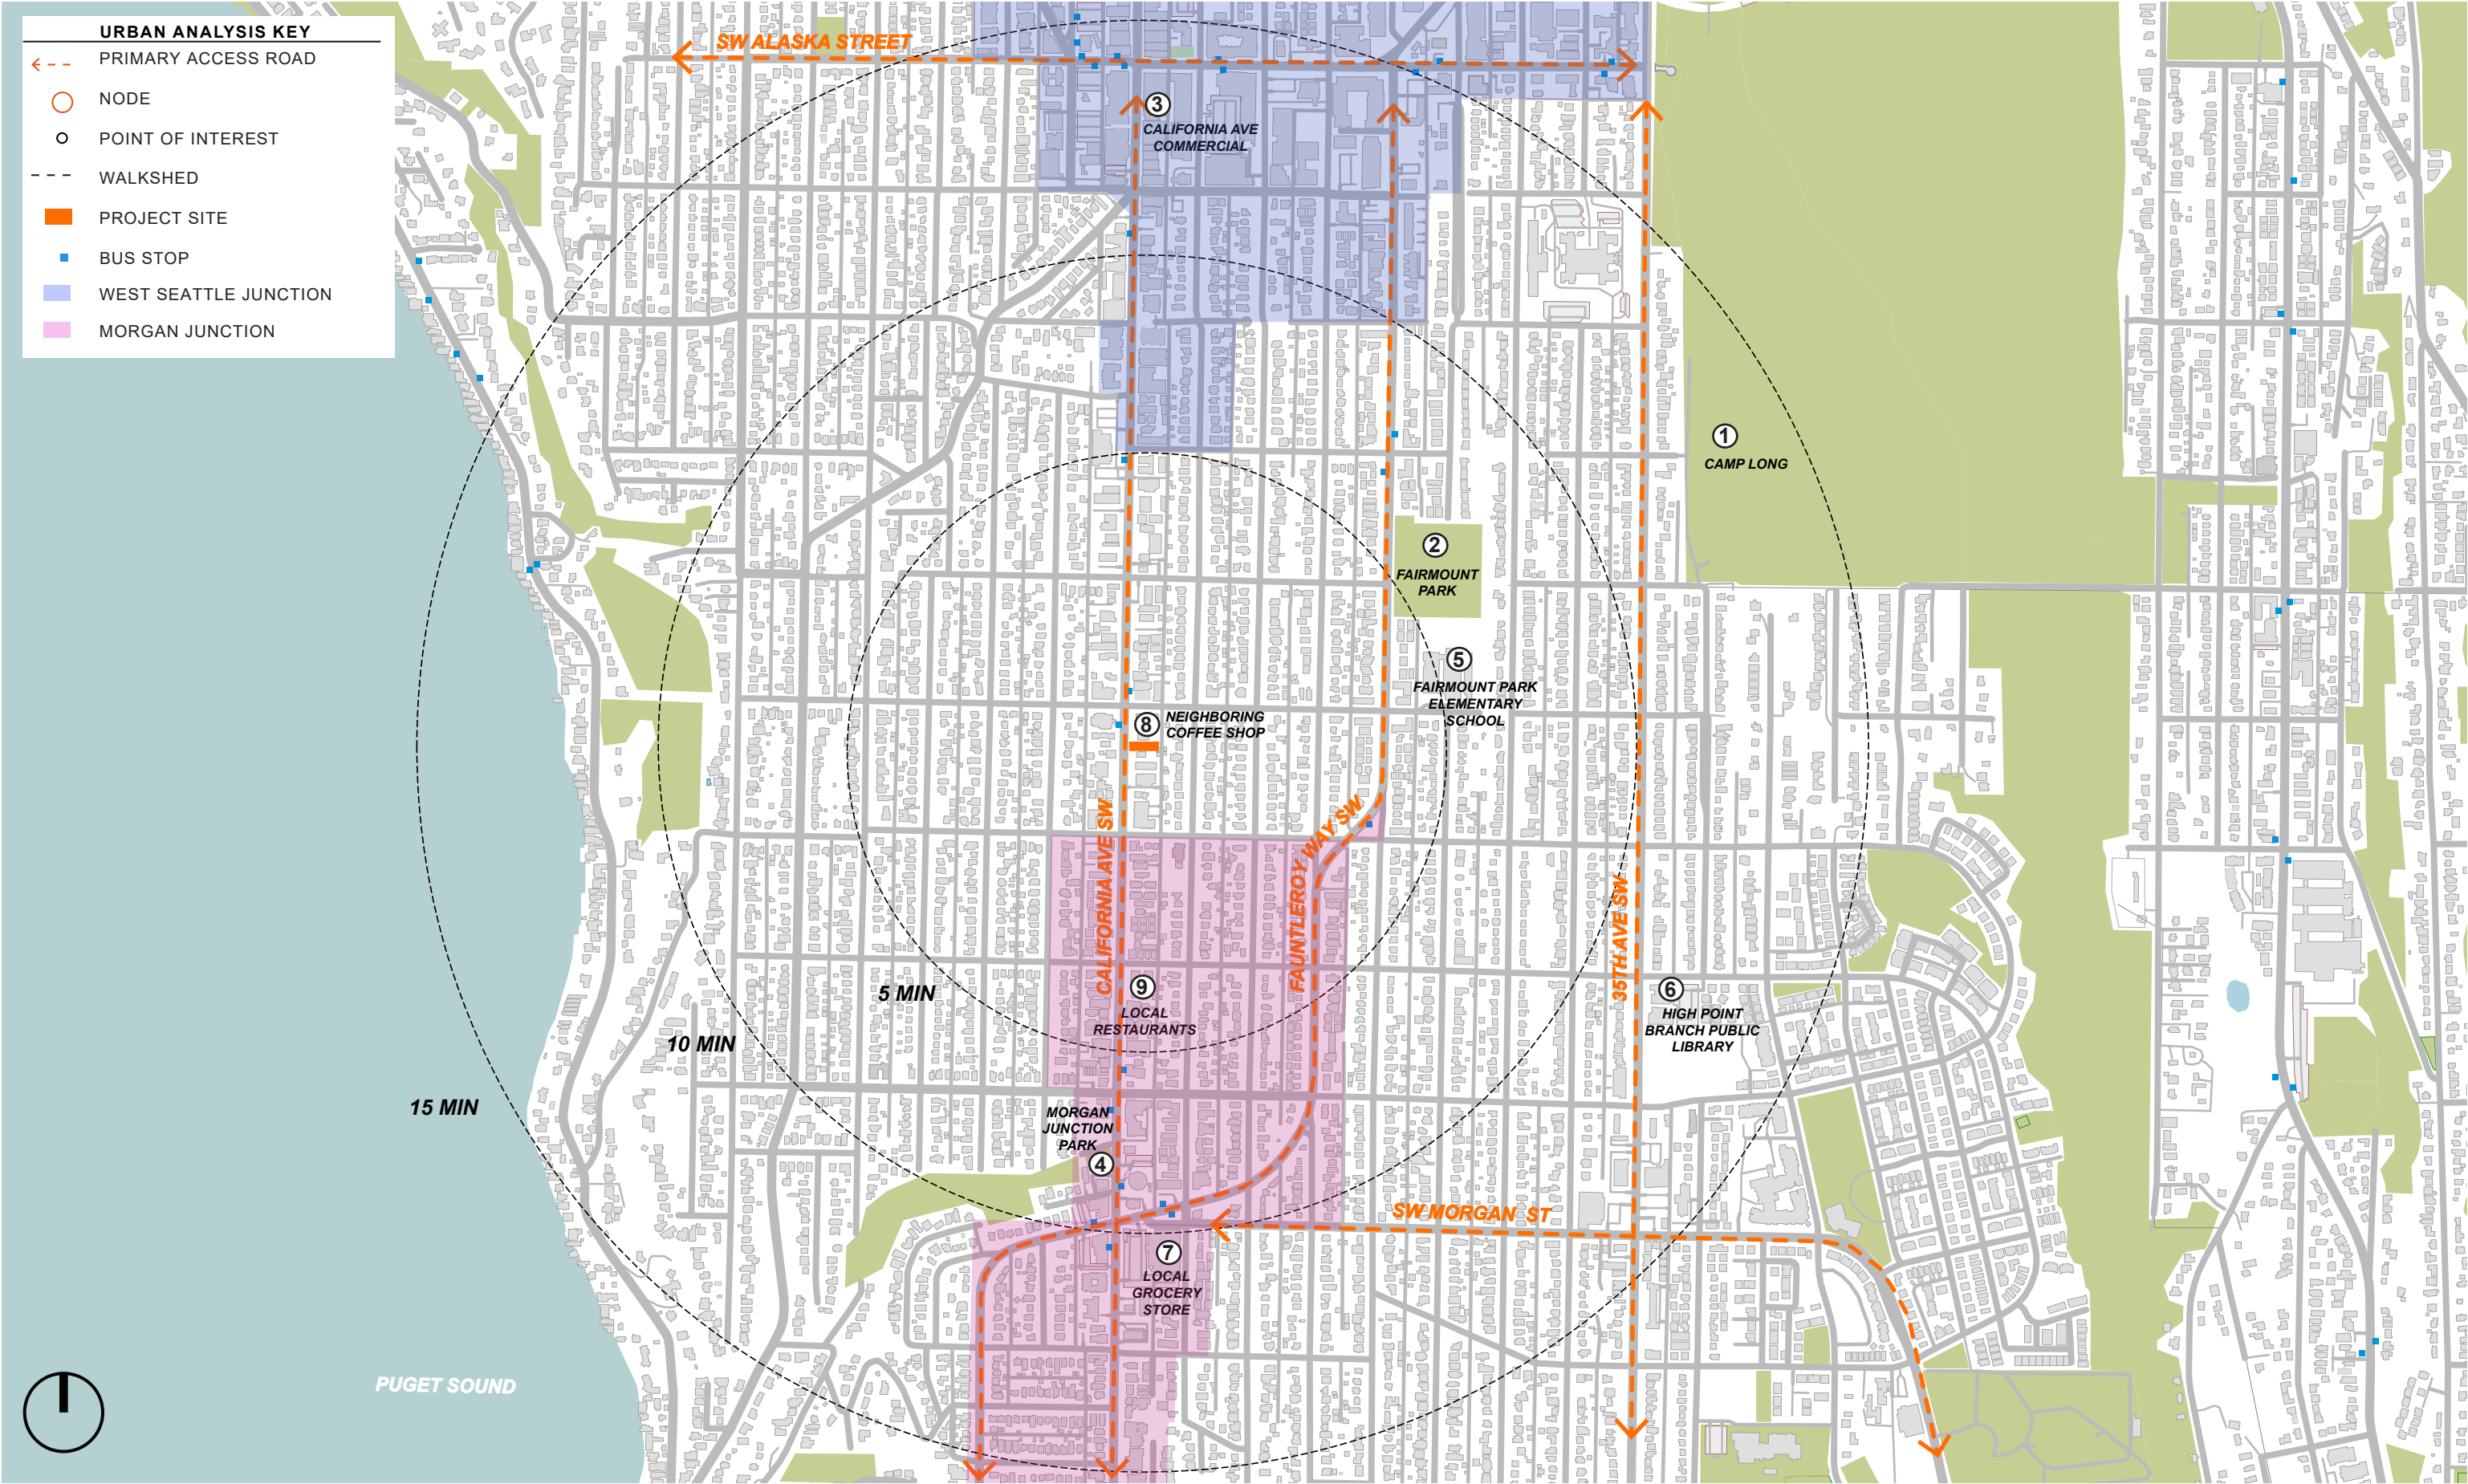 URBAN ANALYSIS KEY
PRIMARY ACCESS ROAD
NODE
POINT OF INTEREST
WALKSHED
PROJECT SITE
BUS STOP
WEST SEATTLE JUNCTION
MORGAN JUNCTION
SW ALASKA STREET
3
CALIFORNIA AVE
COMMERCIAL
1
CAMP LONG
2
FAIRMOUNT
PARK
5
FAIRMOUNT PARK
ELEMENTARY
SCHOOL
8
NEIGHBORING
COFFEE SHOP
CALIFORNIA AVE SW
FAUNTLEROY WAY SW
35TH AVE SW
9
LOCAL
RESTAURANTS
5 MIN
10 MIN
15 MIN
6
HIGH POINT
BRANCH PUBLIC
LIBRARY
MORGAN
JUNCTION
PARK
4
SW MORGAN ST
7
LOCAL
GROCERY
STORE
PUGET SOUND